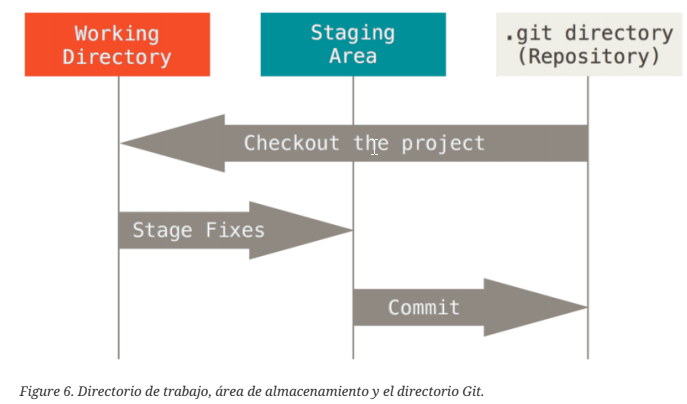 Working
Directory
Staging
Area
.git directory
(Repository)
Checkout the project
Stage Fixes
Commit
Figure 6. Directorio de trabajo, área de almacenamiento y el directorio Git.